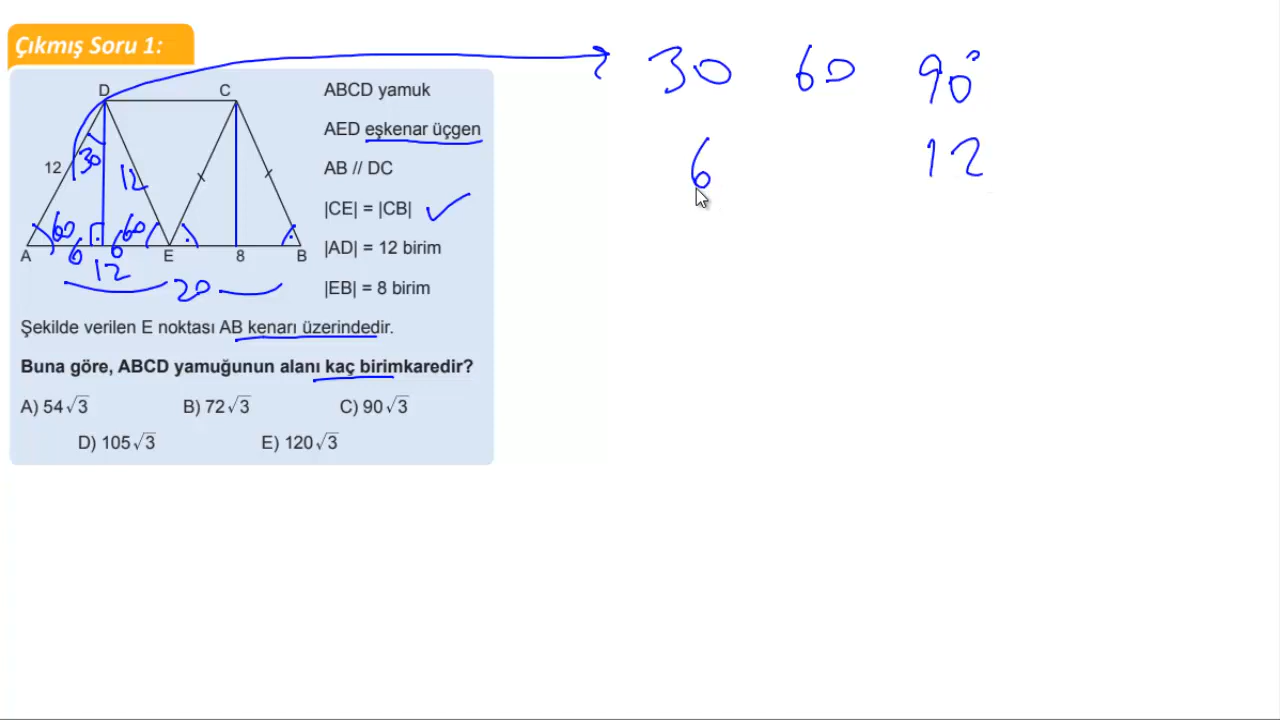 Çıkmış Soru 1:
30 60 90°
6 12
D C
ABCD yamuk
AED eşkenar üçgen
12 30 12
AB // DC
|CE| = |CB|
60 60
6 6
A E 8 B
|AD| = 12 birim
12
20
|EB| = 8 birim
Şekilde verilen E noktası AB kenarı üzerindedir.
Buna göre, ABCD yamuğunun alanı kaç birimkaredir?
A) 54√3 B) 72√3 C) 90√3
D) 105√3 E) 120√3